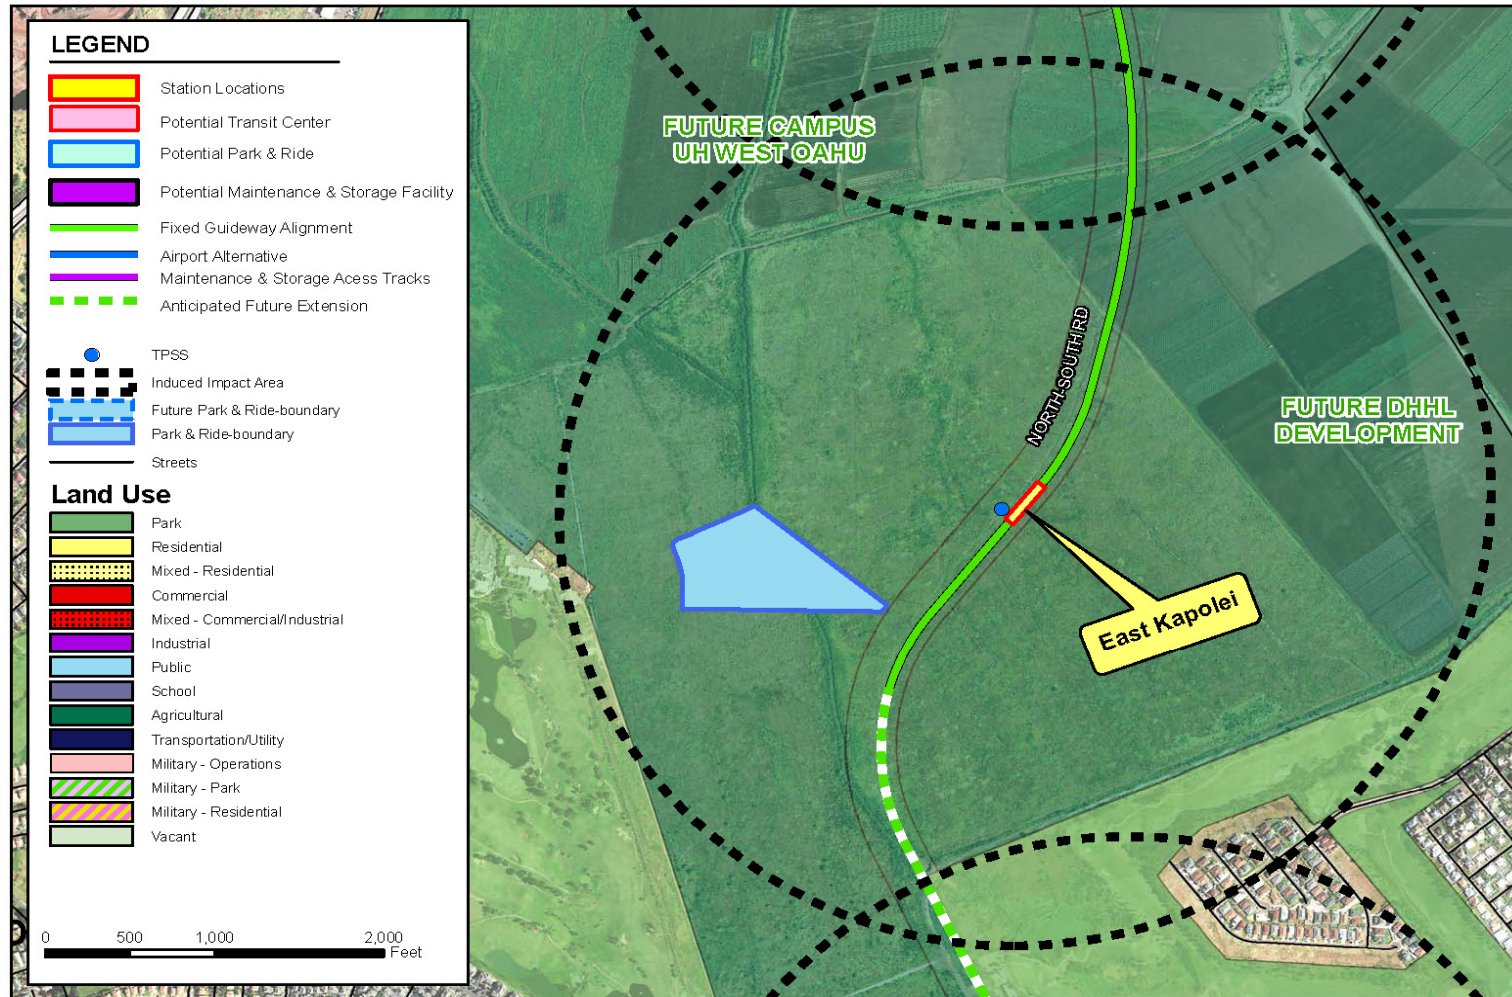 LEGEND
Station Locations
Potential Transit Center
Potential Park & Ride
Potential Maintenance & Storage Facility
Fixed Guideway Alignment
Airport Alternative
Maintenance & Storage Acess Tracks
Anticipated Future Extension
TPSS
Induced Impact Area
Future Park & Ride-boundary
Park & Ride-boundary
Streets
Land Use
Park
Residential
Mixed - Residential
Commercial
Mixed - Commercial/Industrial
Industrial
Public
School
Agricultural
Transportation/Utility
Military - Operations
Military - Park
Military - Residential
Vacant
0 500 1,000 2,000
Feet
FUTURE CAMPUS
UH WEST OAHU
NORTH-SOUTH RD
FUTURE DHHL
DEVELOPMENT
East Kapolei